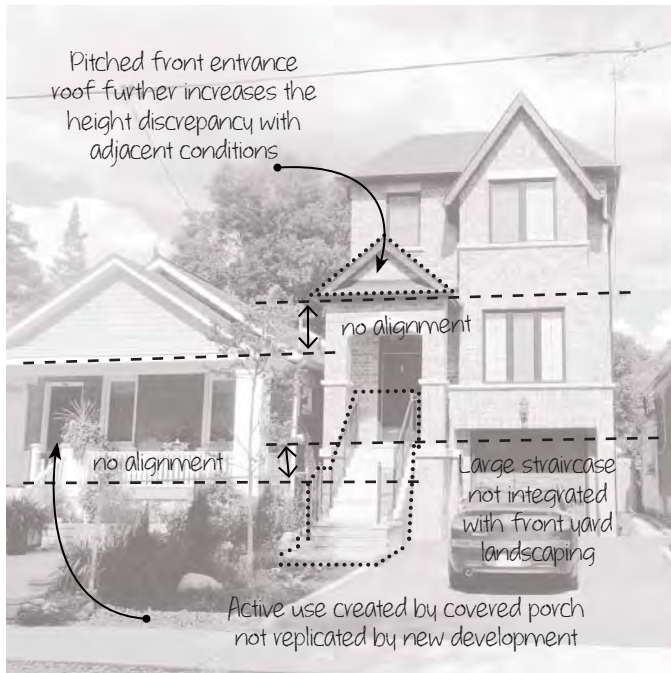 Pitched front entrance
roof further increases the
height discrepancy with
adjacent conditions
no alignment
no alignment
Large straircase
not integrated
with front yard
landscaping
Active use created by covered porch
not replicated by new development